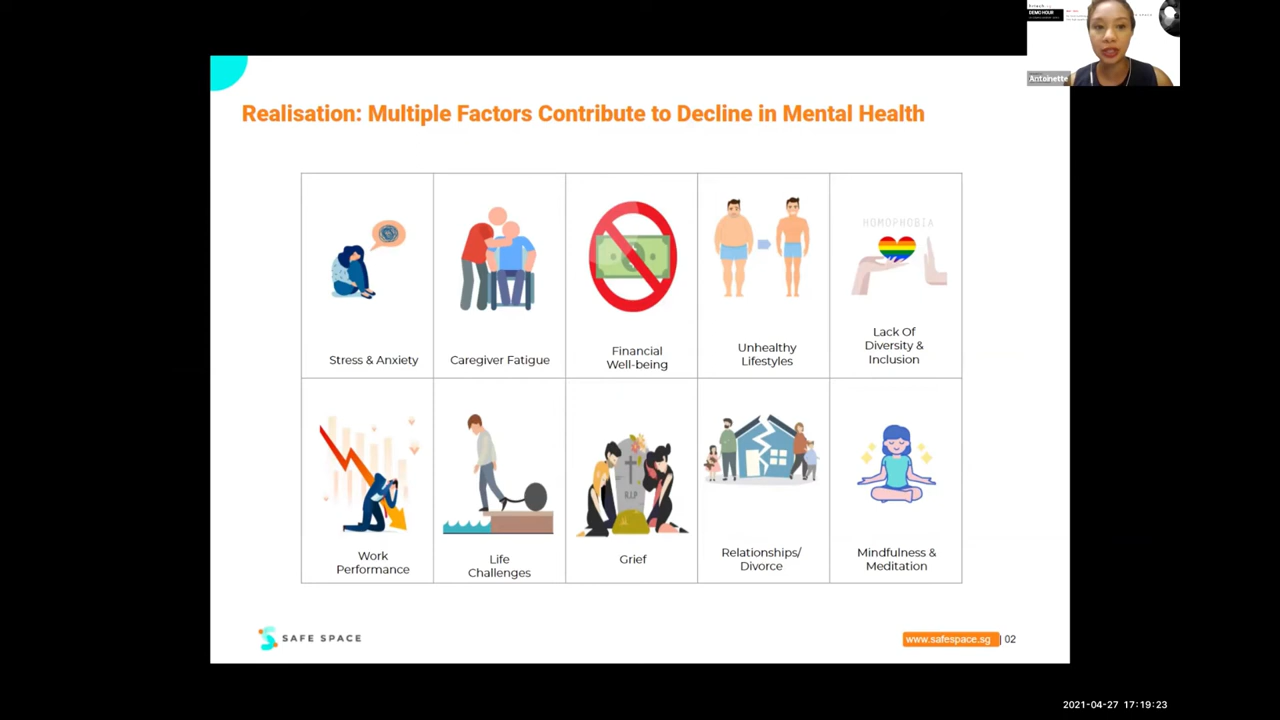 DEMO HOUR
Antoinette
Realisation: Multiple Factors Contribute to Decline in Mental Health
HOMOPHOBIA
Stress & Anxiety
Caregiver Fatigue
Financial
Well-being
Unhealthy
Lifestyles
Lack Of
Diversity &
Inclusion
R.I.P
Work
Performance
Life
Challenges
Grief
Relationships/
Divorce
Mindfulness &
Meditation
SAFE SPACE
www.safespace.sg | 02
2021-04-27 17:19:23